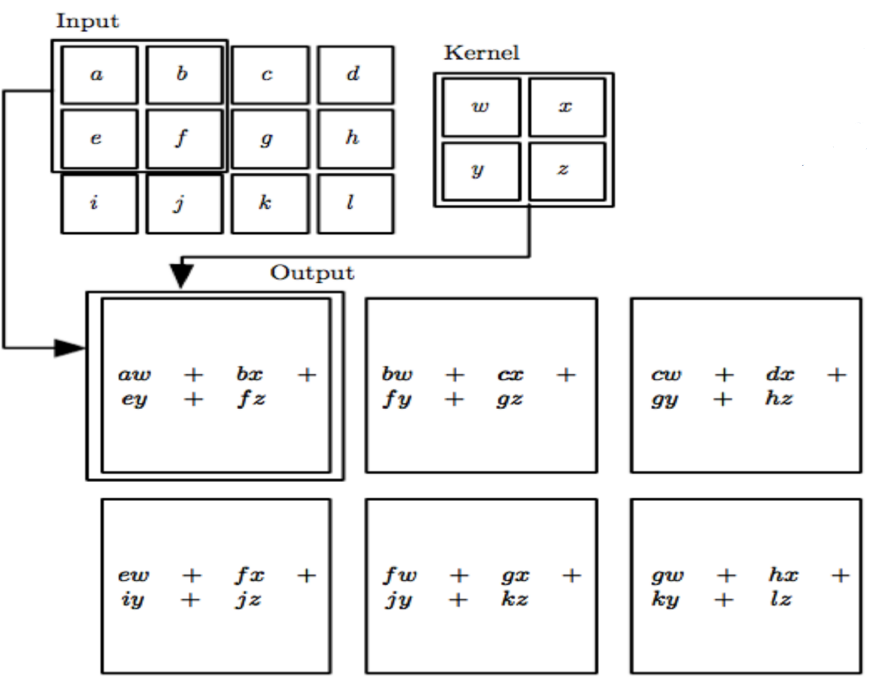 Input
a b c d
e f g h
i j k l
Kernel
w x
y z
Output
aw + bx +
ey + fz
bw + cx +
fy + gz
cw + dx +
gy + hz
ew + fx +
iy + jz
fw + gx +
jy + kz
gw + hx +
ky + lz